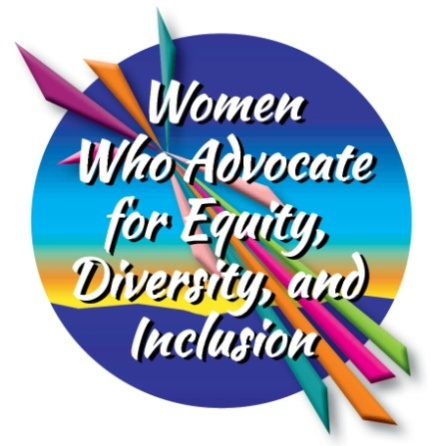 Women
Who Advocate
for Equity,
Diversity, and
Inclusion